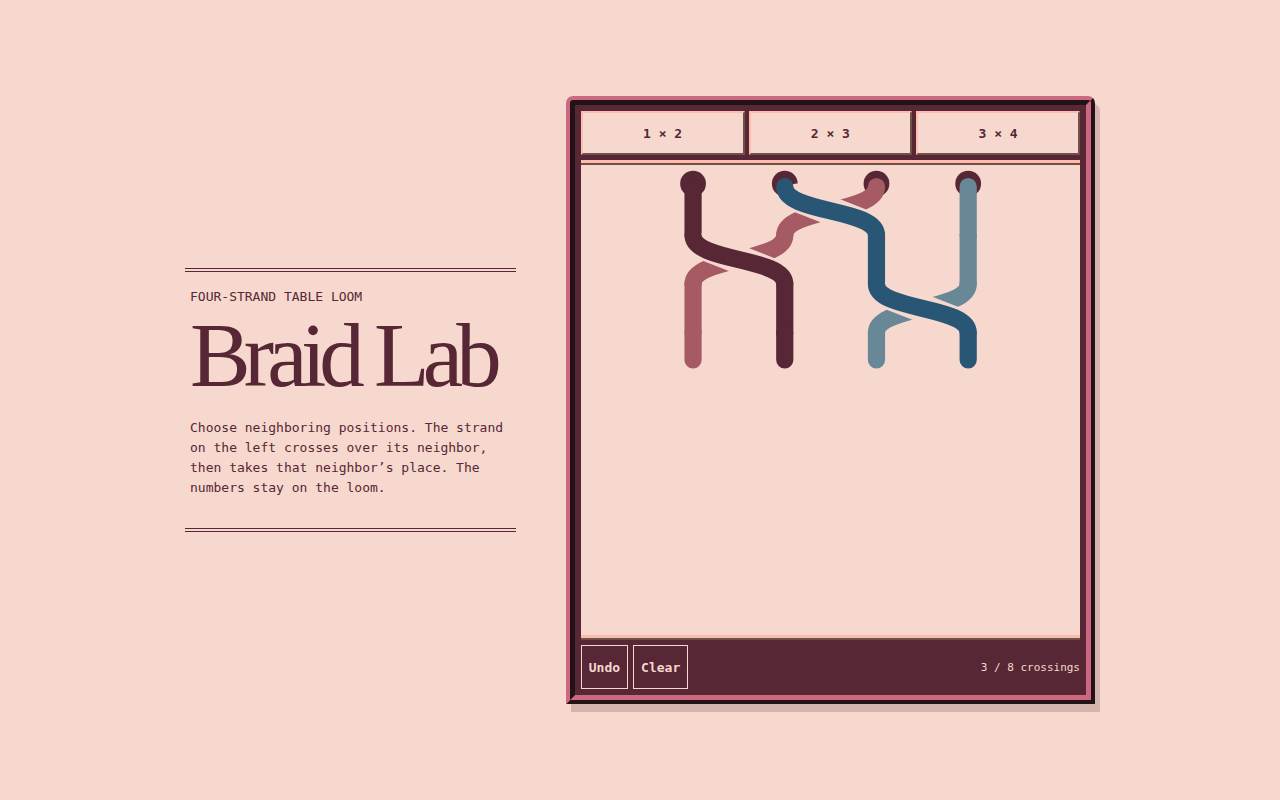 FOUR-STRAND TABLE LOOM
Braid Lab
Choose neighboring positions. The strand
on the left crosses over its neighbor,
then takes that neighbor’s place. The
numbers stay on the loom.
1 × 2
2 × 3
3 × 4
Undo
Clear
3 / 8 crossings